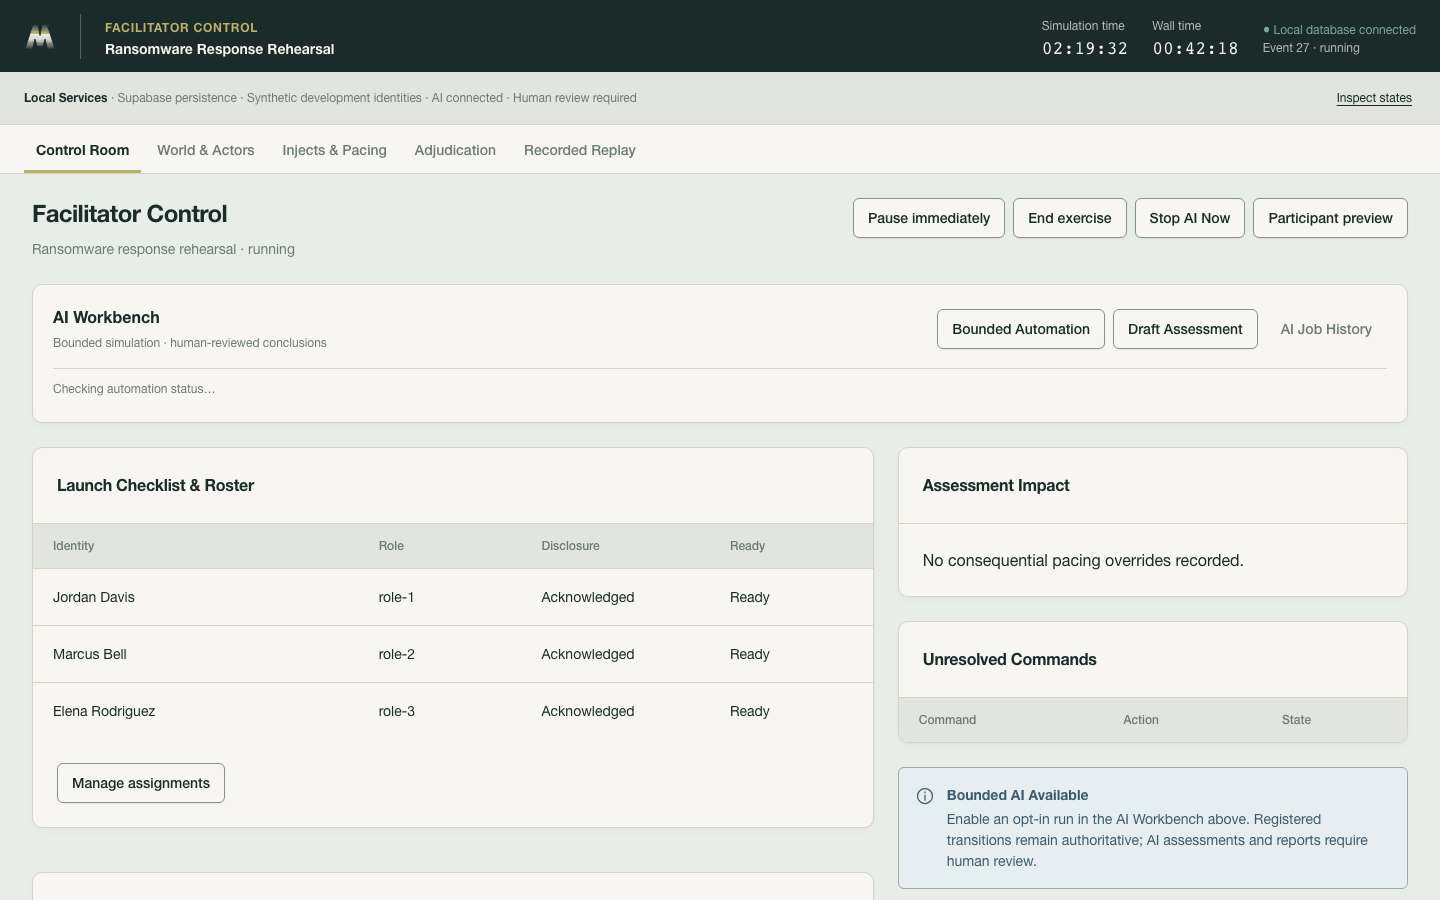 FACILITATOR CONTROL
Ransomware Response Rehearsal
Simulation time
02:19:32
Wall time
00:42:18
Local database connected
Event 27 · running
Local Services · Supabase persistence · Synthetic development identities · AI connected · Human review required
Inspect states
Control Room
World & Actors
Injects & Pacing
Adjudication
Recorded Replay
Facilitator Control
Ransomware response rehearsal · running
Pause immediately
End exercise
Stop AI Now
Participant preview
AI Workbench
Bounded simulation · human-reviewed conclusions
Bounded Automation
Draft Assessment
AI Job History
Checking automation status…
Launch Checklist & Roster
Identity Role Disclosure Ready
Jordan Davis role-1 Acknowledged Ready
Marcus Bell role-2 Acknowledged Ready
Elena Rodriguez role-3 Acknowledged Ready
Manage assignments
Assessment Impact
No consequential pacing overrides recorded.
Unresolved Commands
Command Action State
Bounded AI Available
Enable an opt-in run in the AI Workbench above. Registered
transitions remain authoritative; AI assessments and reports require
human review.